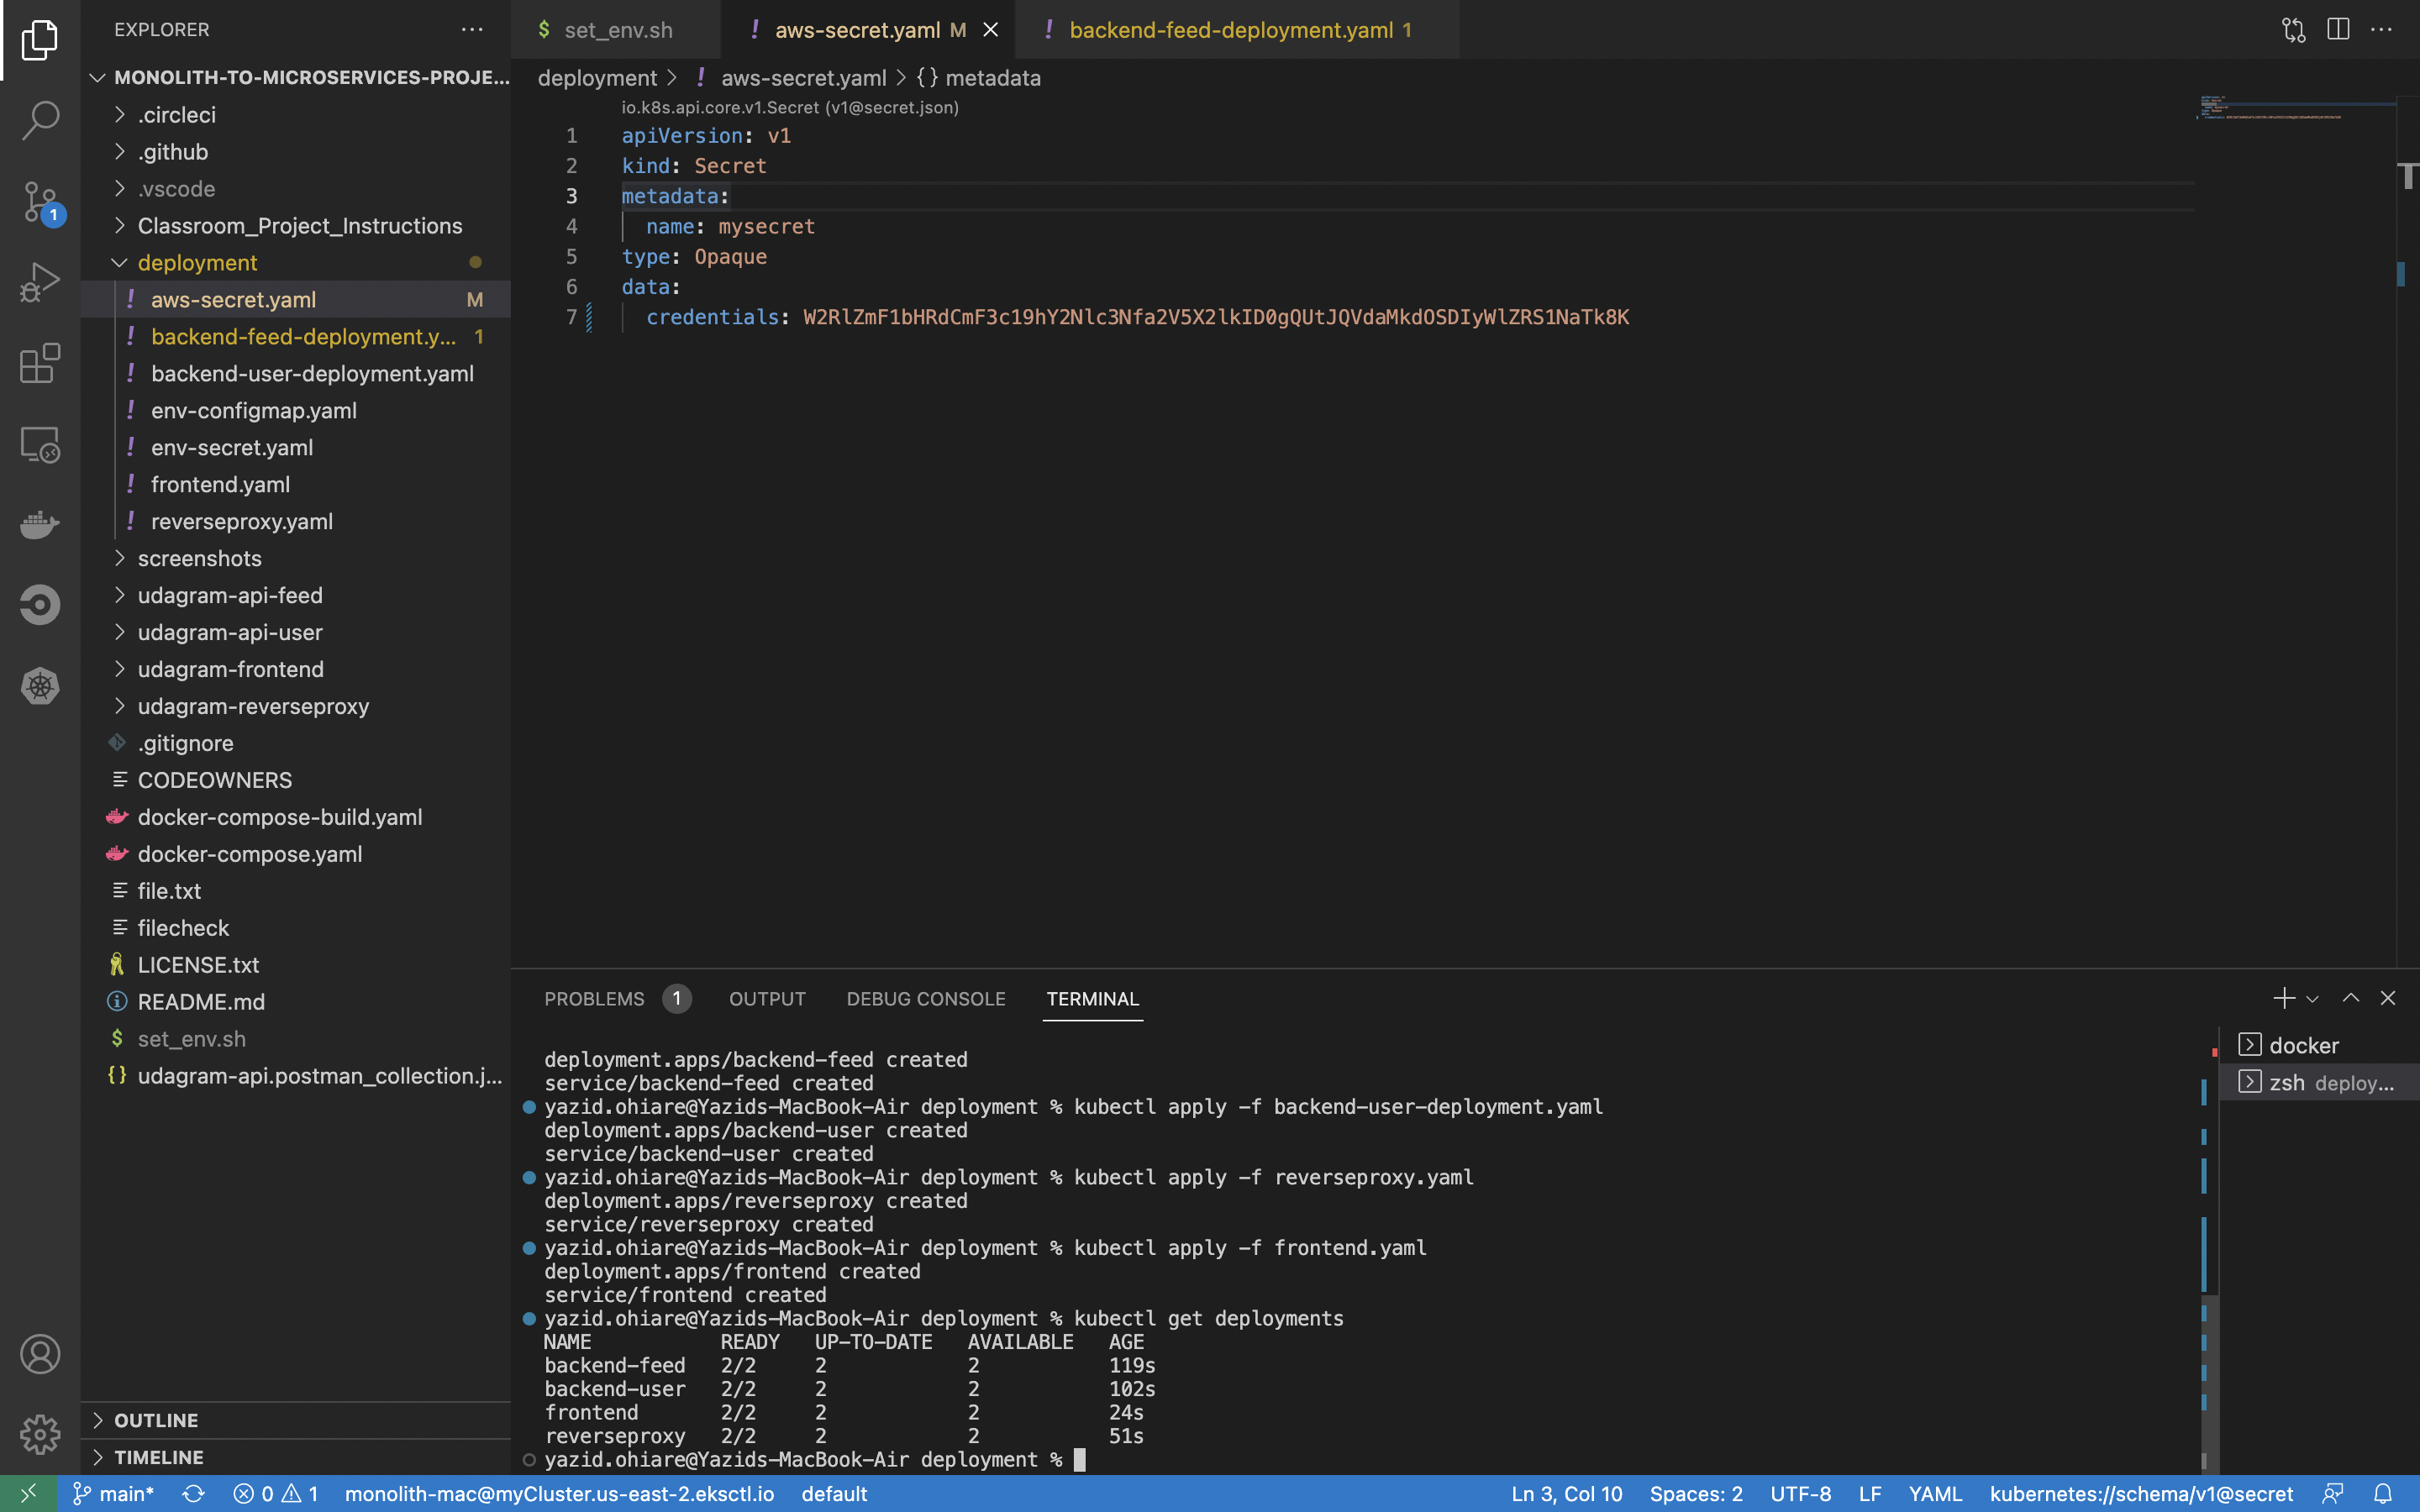 EXPLORER
MONOLITH-TO-MICROSERVICES-PROJE...
.circleci
.github
.vscode
Classroom_Project_Instructions
deployment
aws-secret.yaml M
backend-feed-deployment.y... 1
backend-user-deployment.yaml
env-configmap.yaml
env-secret.yaml
frontend.yaml
reverseproxy.yaml
screenshots
udagram-api-feed
udagram-api-user
udagram-frontend
udagram-reverseproxy
.gitignore
CODEOWNERS
docker-compose-build.yaml
docker-compose.yaml
file.txt
filecheck
LICENSE.txt
README.md
$ set_env.sh
{} udagram-api.postman_collection.j...
OUTLINE
TIMELINE
1
$ set_env.sh
! aws-secret.yaml M
! backend-feed-deployment.yaml 1
deployment > ! aws-secret.yaml > {} metadata
io.k8s.api.core.v1.Secret (v1@secret.json)
1 apiVersion: v1
2 kind: Secret
3 metadata:
4 name: mysecret
5 type: Opaque
6 data:
7 credentials: W2RlZmF1bHRdCmF3c19hY2Nlc3Nfa2V5X2lkID0gQUtJQVdaMkdOSDIyWlZRS1NaTk8K
PROBLEMS 1 OUTPUT DEBUG CONSOLE TERMINAL
deployment.apps/backend-feed created
service/backend-feed created
yazid.ohiare@Yazids-MacBook-Air deployment % kubectl apply -f backend-user-deployment.yaml
deployment.apps/backend-user created
service/backend-user created
yazid.ohiare@Yazids-MacBook-Air deployment % kubectl apply -f reverseproxy.yaml
deployment.apps/reverseproxy created
service/reverseproxy created
yazid.ohiare@Yazids-MacBook-Air deployment % kubectl apply -f frontend.yaml
deployment.apps/frontend created
service/frontend created
yazid.ohiare@Yazids-MacBook-Air deployment % kubectl get deployments
NAME READY UP-TO-DATE AVAILABLE AGE
backend-feed 2/2 2 2 119s
backend-user 2/2 2 2 102s
frontend 2/2 2 2 24s
reverseproxy 2/2 2 2 51s
yazid.ohiare@Yazids-MacBook-Air deployment %
docker
zsh deploy...
main* 0 1 monolith-mac@myCluster.us-east-2.eksctl.io default
Ln 3, Col 10 Spaces: 2 UTF-8 LF YAML kubernetes://schema/v1@secret